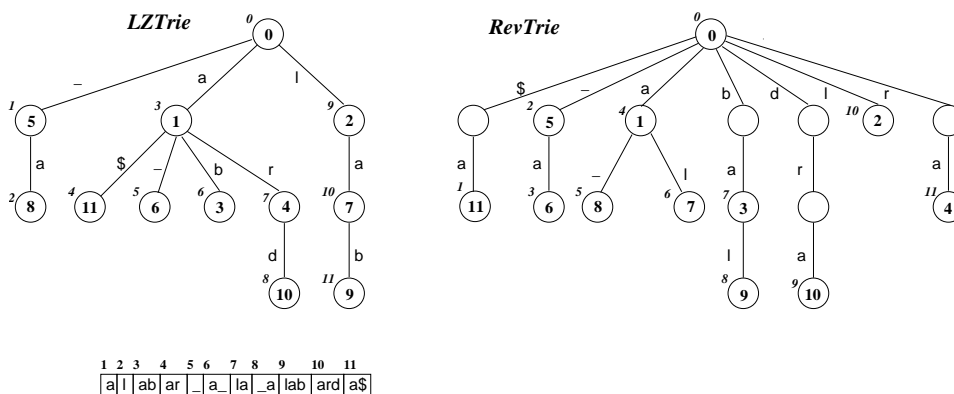 LZTrie RevTrie
0 0
0 0
_ a l $ _ a b d l r
1 3 9 2 4 10
5 1 2 5 1 2
a $ _ b r a a a _ l a r a
2 4 5 6 7 10 1 3 5 6 7 11
8 11 6 3 4 7 11 6 8 7 3 4
d b l a
8 11 8 9
10 9 9 10
1 2 3 4 5 6 7 8 9 10 11
a l ab ar _ a_ la _a lab ard a$